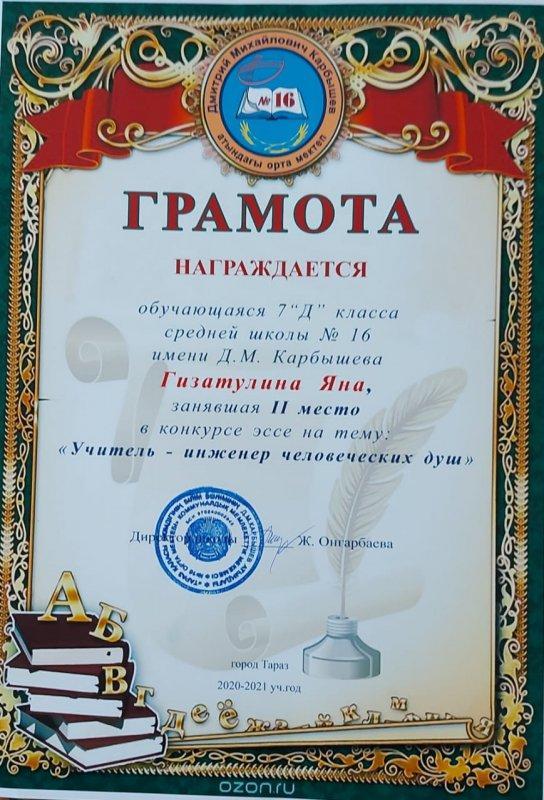 Дмитрий Михайлович Карбышев
№ 16
атындағы орта мектеп
ГРАМОТА
НАГРАЖДАЕТСЯ
обучающаяся 7“Д” класса
средней школы № 16
имени Д.М. Карбышева
Гизатулина Яна,
занявшая II место
в конкурсе эссе на тему:
«Учитель - инженер человеческих душ»
Директор школы Ж. Онгарбаева
город Тараз
2020-2021 уч.год
А Б
В г
д е ё ж
ozon.ru